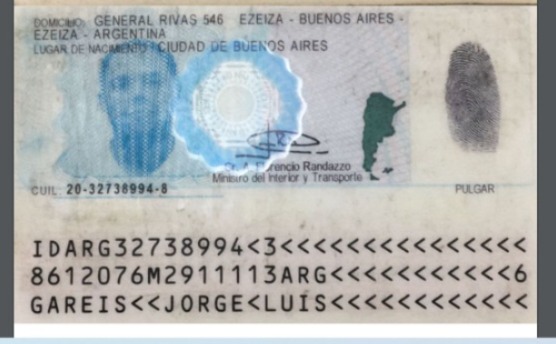 DOMICILIO: GENERAL RIVAS 546 EZEIZA - BUENOS AIRES -
EZEIZA - ARGENTINA
LUGAR DE NACIMIENTO: CIUDAD DE BUENOS AIRES
Dr. A. Florencio Randazzo
Ministro del Interior y Transporte
CUIL: 20-32738994-8
PULGAR
IDARG32738994<3<<<<<<<<<<<<<<<
8612076M2911113ARG<<<<<<<<<<<6
GAREIS<<JORGE<LUIS<<<<<<<<<<<<